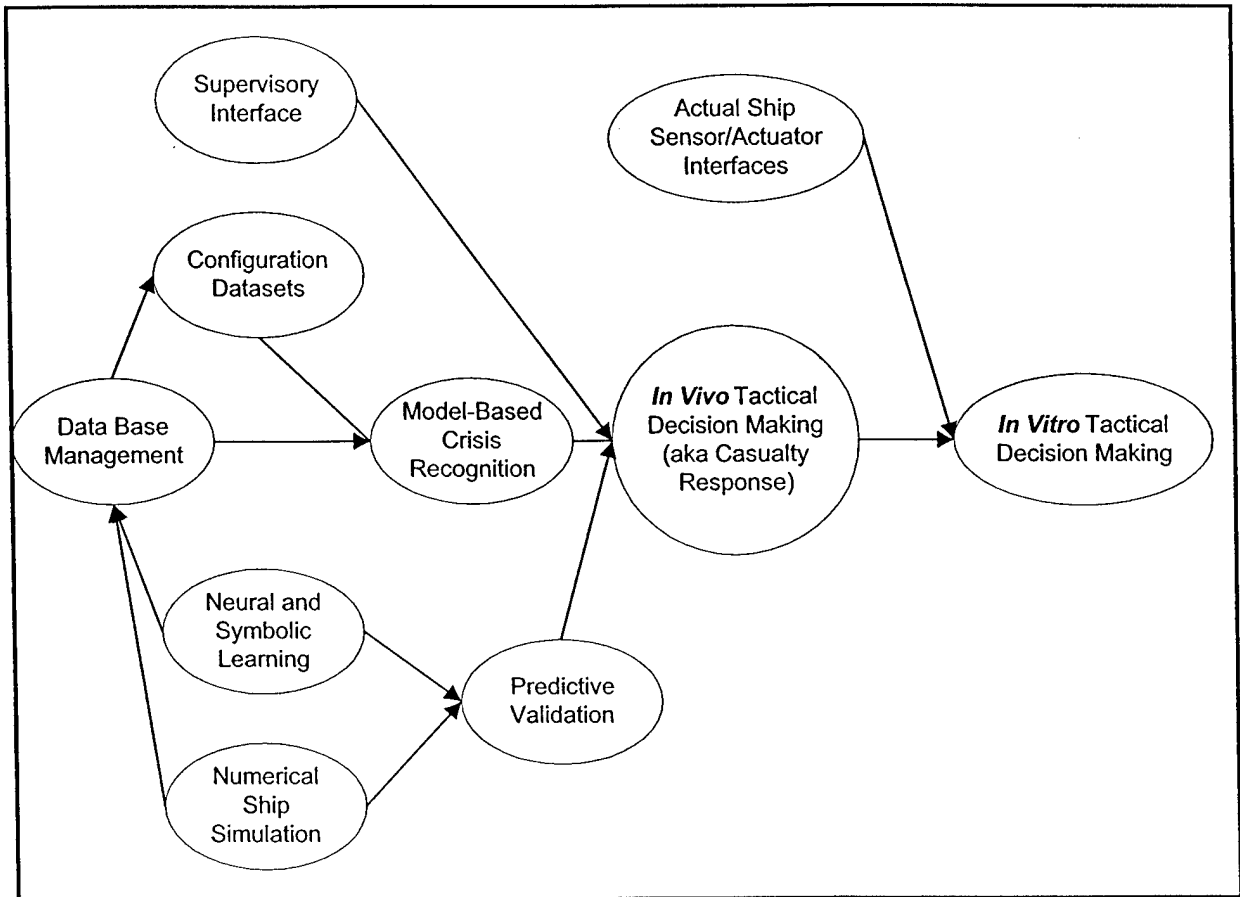 Supervisory
Interface
Actual Ship
Sensor/Actuator
Interfaces
Configuration
Datasets
Data Base
Management
Model-Based
Crisis
Recognition
In Vivo Tactical
Decision Making
(aka Casualty
Response)
In Vitro Tactical
Decision Making
Neural and
Symbolic
Learning
Predictive
Validation
Numerical
Ship
Simulation